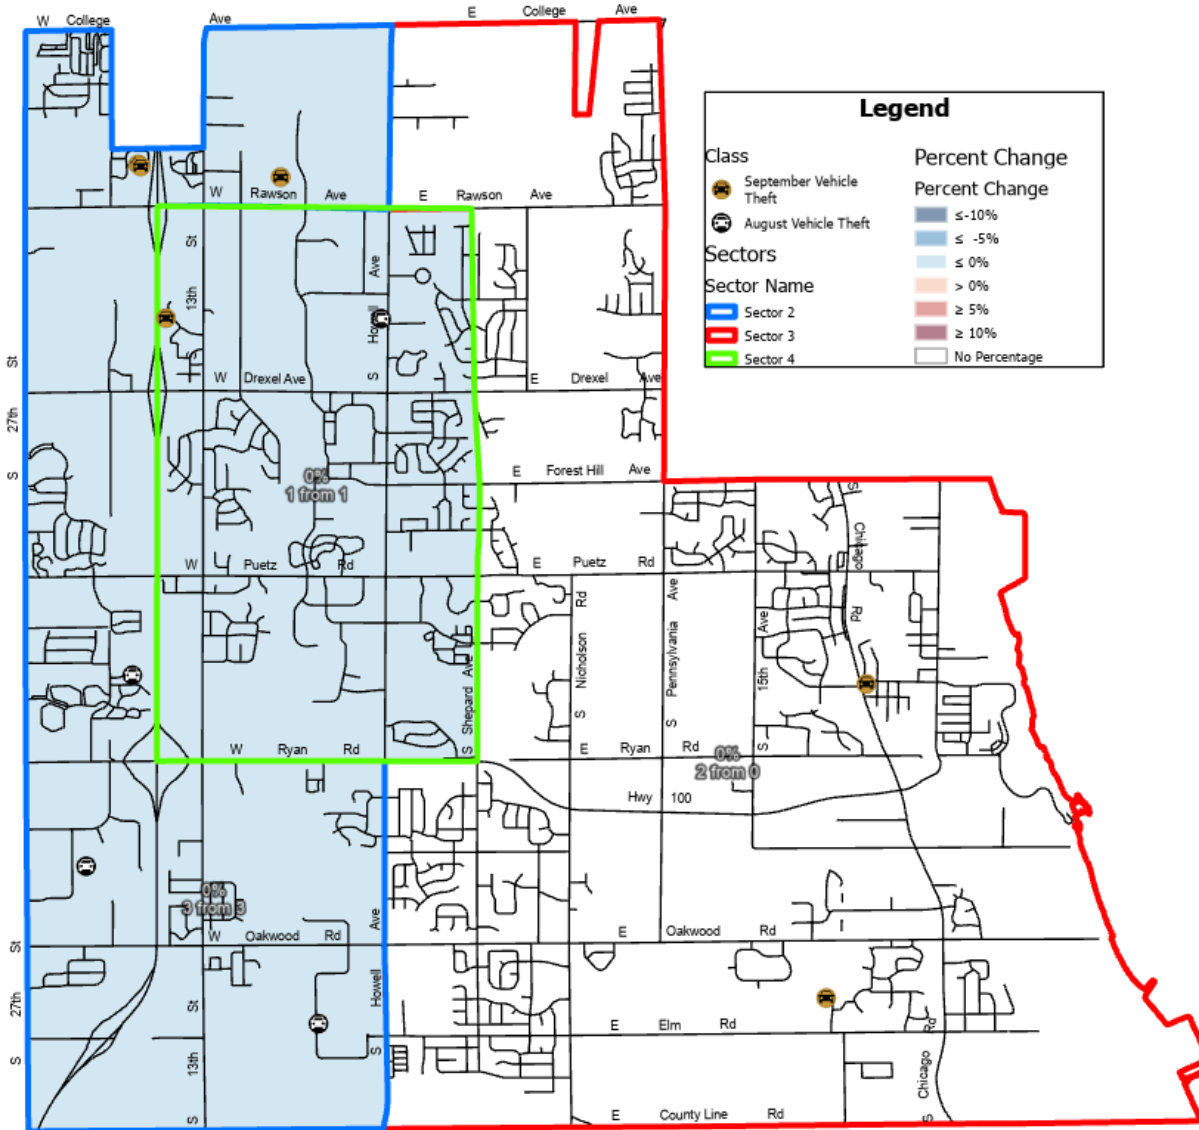 W College Ave
E College Ave
Legend
Class
September Vehicle
Theft
August Vehicle Theft
Sectors
Sector Name
Sector 2
Sector 3
Sector 4
Percent Change
Percent Change
≤-10%
≤ -5%
≤ 0%
> 0%
≥ 5%
≥ 10%
No Percentage
W Rawson Ave
E Rawson Ave
13th St
S Howell Ave
S 27th St
W Drexel Ave
E Drexel Ave
0%
1 from 1
E Forest Hill Ave
W Puetz Rd
E Puetz Rd
S Chicago Rd
S Nicholson Rd
S Pennsylvania Ave
S 15th Ave
S Shepard Ave
W Ryan Rd
E Ryan Rd
0%
2 from 0
Hwy 100
0%
3 from 3
W Oakwood Rd
E Oakwood Rd
S 27th St
S 13th St
S Howell Ave
E Elm Rd
S Chicago Rd
E County Line Rd